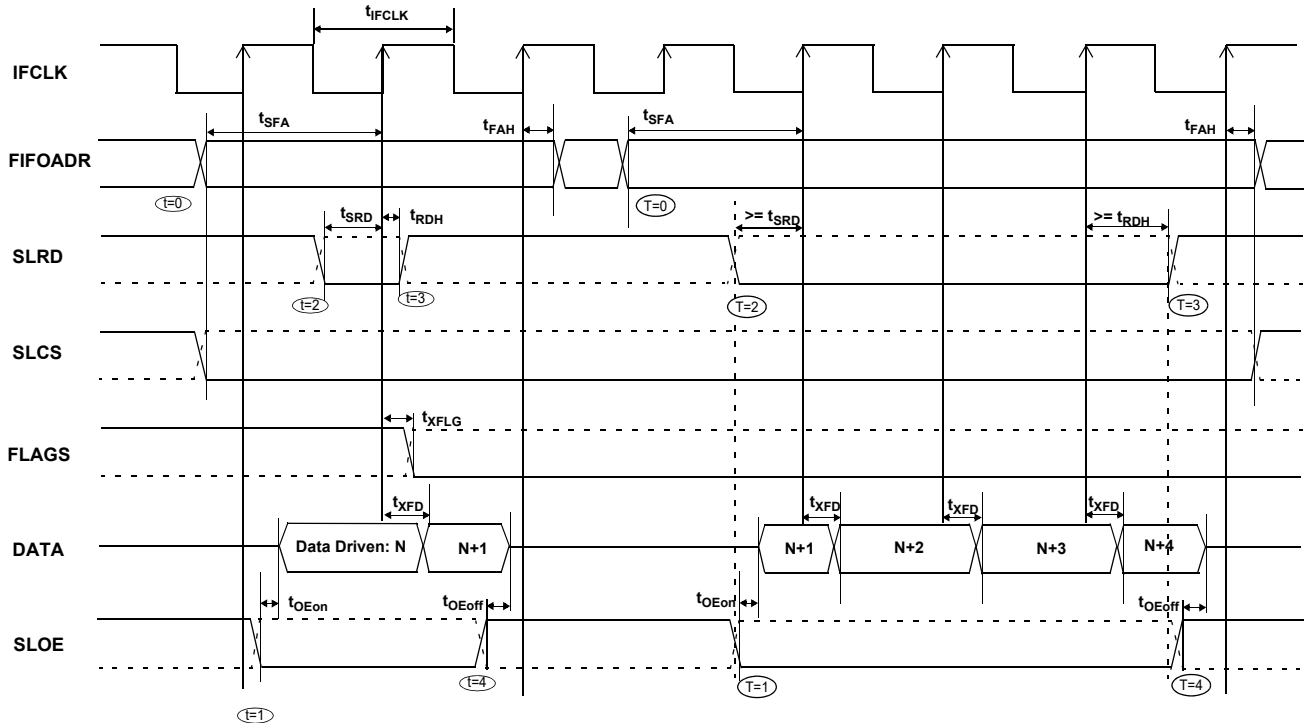 tIFCLK
IFCLK
tSFA
tFAH
tSFA
tFAH
FIFOADR
t=0
T=0
tSRD
tRDH
>= tSRD
>= tRDH
SLRD
t=2
t=3
T=2
T=3
SLCS
tXFLG
FLAGS
tXFD
tXFD
tXFD
tXFD
DATA
Data Driven: N
N+1
N+1
N+2
N+3
N+4
tOEon
tOEoff
tOEon
tOEoff
SLOE
t=4
T=1
T=4
t=1